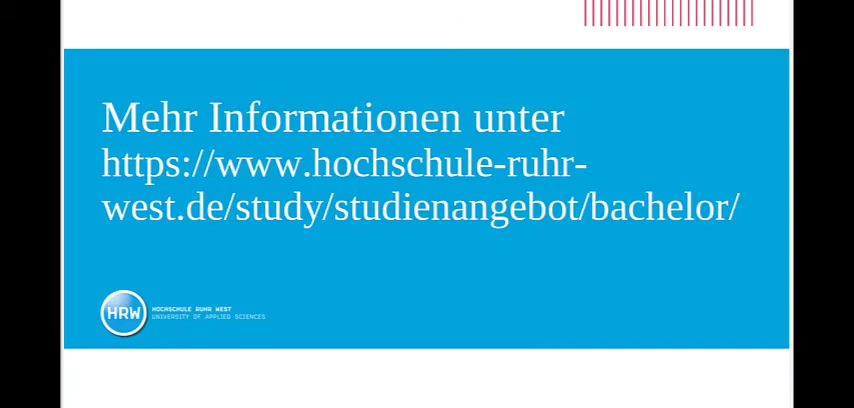 Mehr Informationen unter
https://www.hochschule-ruhr-
west.de/study/studienangebot/bachelor/
HRW
HOCHSCHULE RUHR WEST
UNIVERSITY OF APPLIED SCIENCES